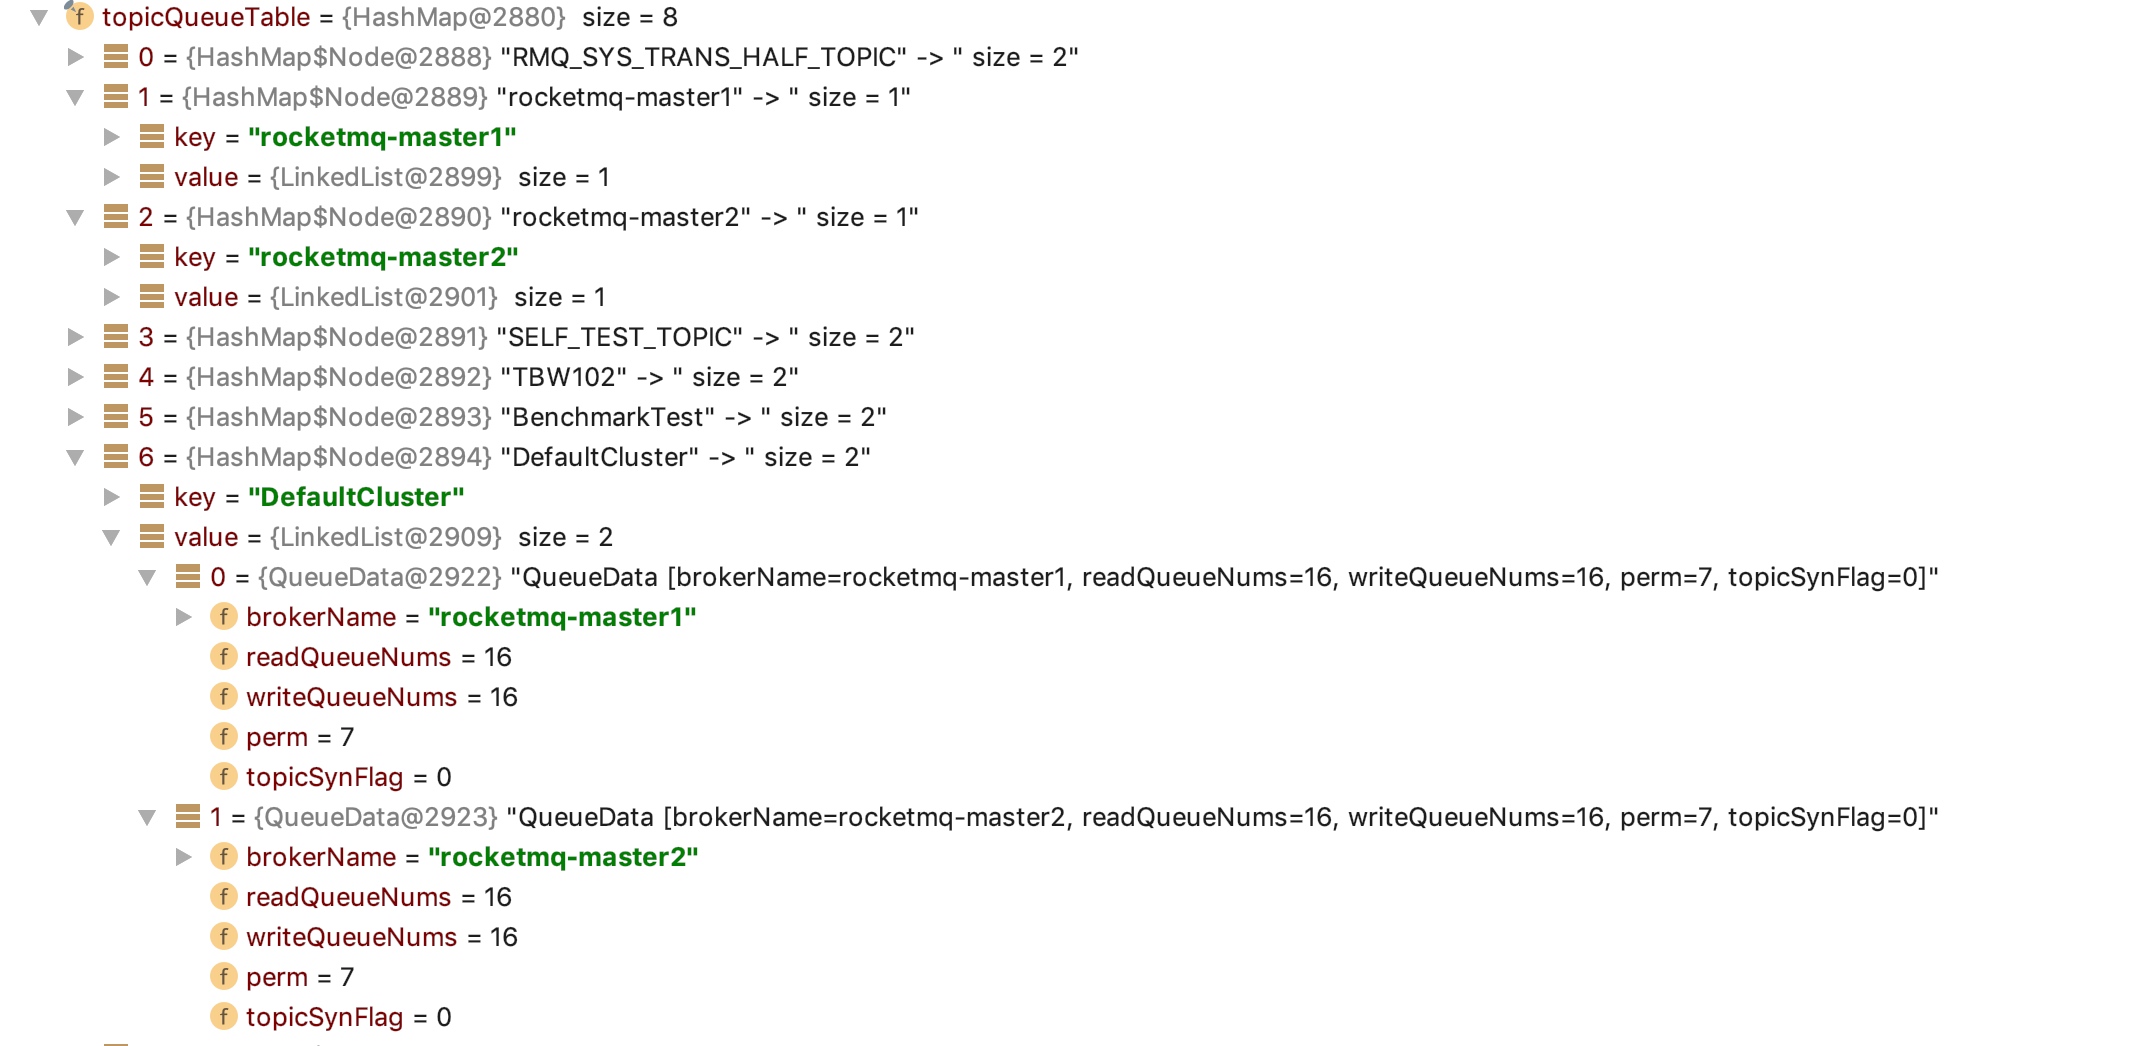 topicQueueTable = {HashMap@2880} size = 8
0 = {HashMap$Node@2888} "RMQ_SYS_TRANS_HALF_TOPIC" -> " size = 2"
1 = {HashMap$Node@2889} "rocketmq-master1" -> " size = 1"
key = "rocketmq-master1"
value = {LinkedList@2899} size = 1
2 = {HashMap$Node@2890} "rocketmq-master2" -> " size = 1"
key = "rocketmq-master2"
value = {LinkedList@2901} size = 1
3 = {HashMap$Node@2891} "SELF_TEST_TOPIC" -> " size = 2"
4 = {HashMap$Node@2892} "TBW102" -> " size = 2"
5 = {HashMap$Node@2893} "BenchmarkTest" -> " size = 2"
6 = {HashMap$Node@2894} "DefaultCluster" -> " size = 2"
key = "DefaultCluster"
value = {LinkedList@2909} size = 2
0 = {QueueData@2922} "QueueData [brokerName=rocketmq-master1, readQueueNums=16, writeQueueNums=16, perm=7, topicSynFlag=0]"
f brokerName = "rocketmq-master1"
f readQueueNums = 16
f writeQueueNums = 16
f perm = 7
f topicSynFlag = 0
1 = {QueueData@2923} "QueueData [brokerName=rocketmq-master2, readQueueNums=16, writeQueueNums=16, perm=7, topicSynFlag=0]"
f brokerName = "rocketmq-master2"
f readQueueNums = 16
f writeQueueNums = 16
f perm = 7
f topicSynFlag = 0